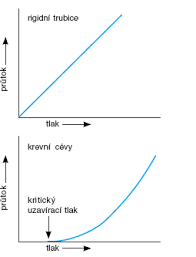 rigidní trubice
průtok
tlak
krevní cévy
kritický
uzavírací tlak
průtok
tlak